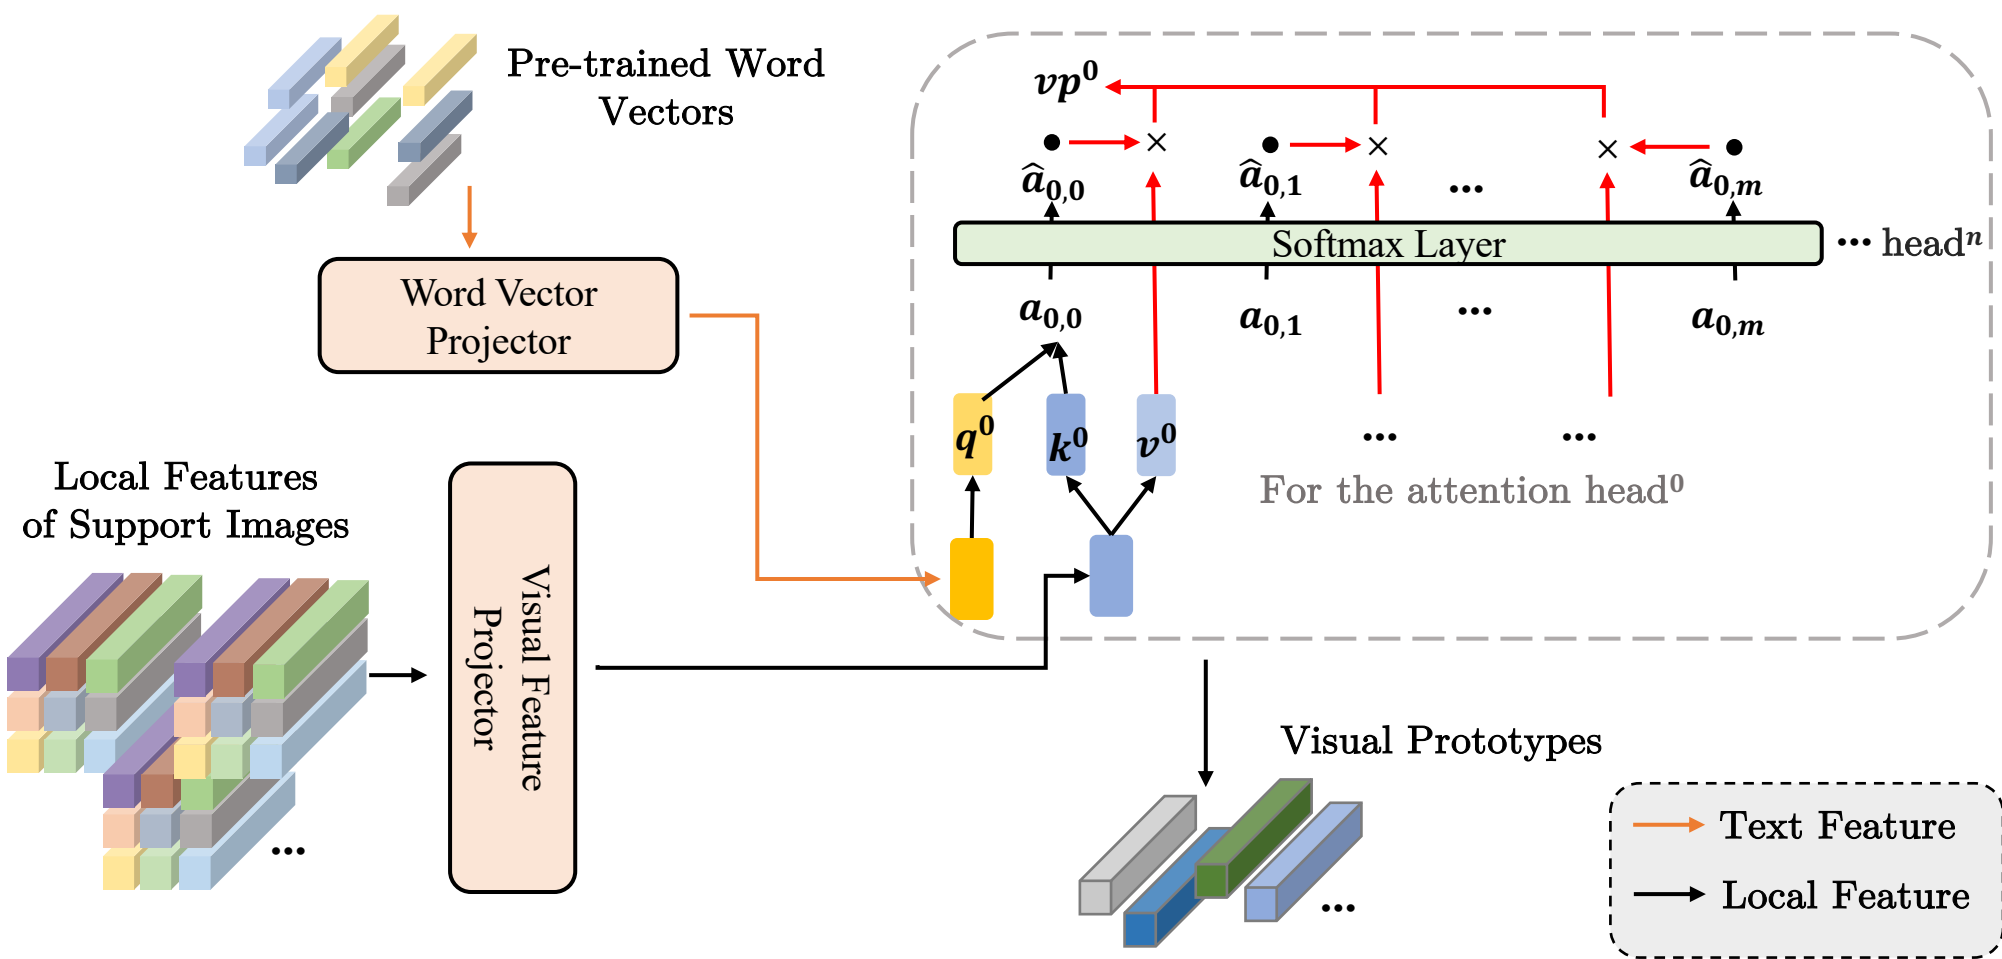 Pre-trained Word
Vectors
Word Vector
Projector
Local Features
of Support Images
Visual Feature
Projector
vp⁰
â₀,₀ â₀,₁ ... â₀,ₘ
Softmax Layer ... headⁿ
a₀,₀ a₀,₁ ... a₀,ₘ
q⁰ k⁰ v⁰ ... ...
For the attention head⁰
Visual Prototypes
...
...
Text Feature
Local Feature